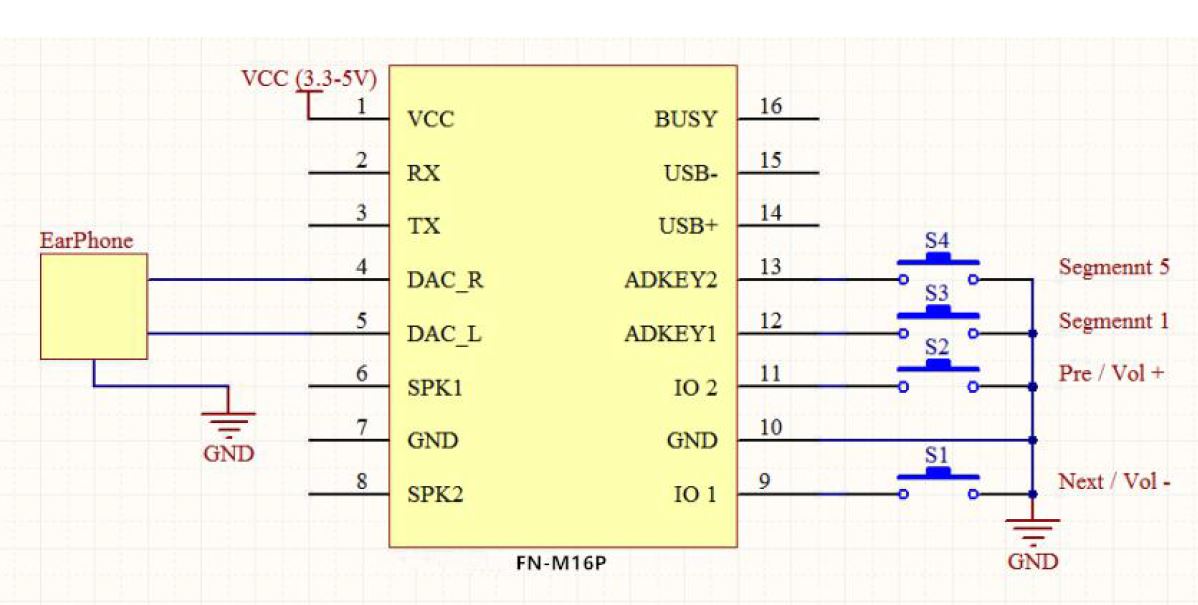 VCC (3.3-5V)
1 VCC BUSY 16
2 RX USB- 15
3 TX USB+ 14
EarPhone
S4
4 DAC_R ADKEY2 13 Segmennt 5
S3
5 DAC_L ADKEY1 12 Segmennt 1
S2
6 SPK1 IO 2 11 Pre / Vol +
7 GND GND 10
GND
S1
8 SPK2 IO 1 9 Next / Vol -
GND
FN-M16P